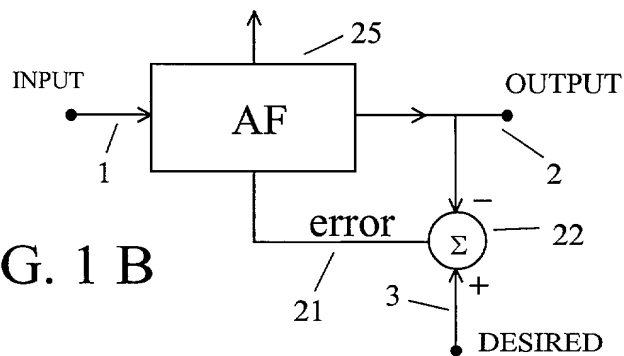 25
INPUT
OUTPUT
AF
1
2
−
error
Σ
22
G. 1 B
21
3
+
DESIRED